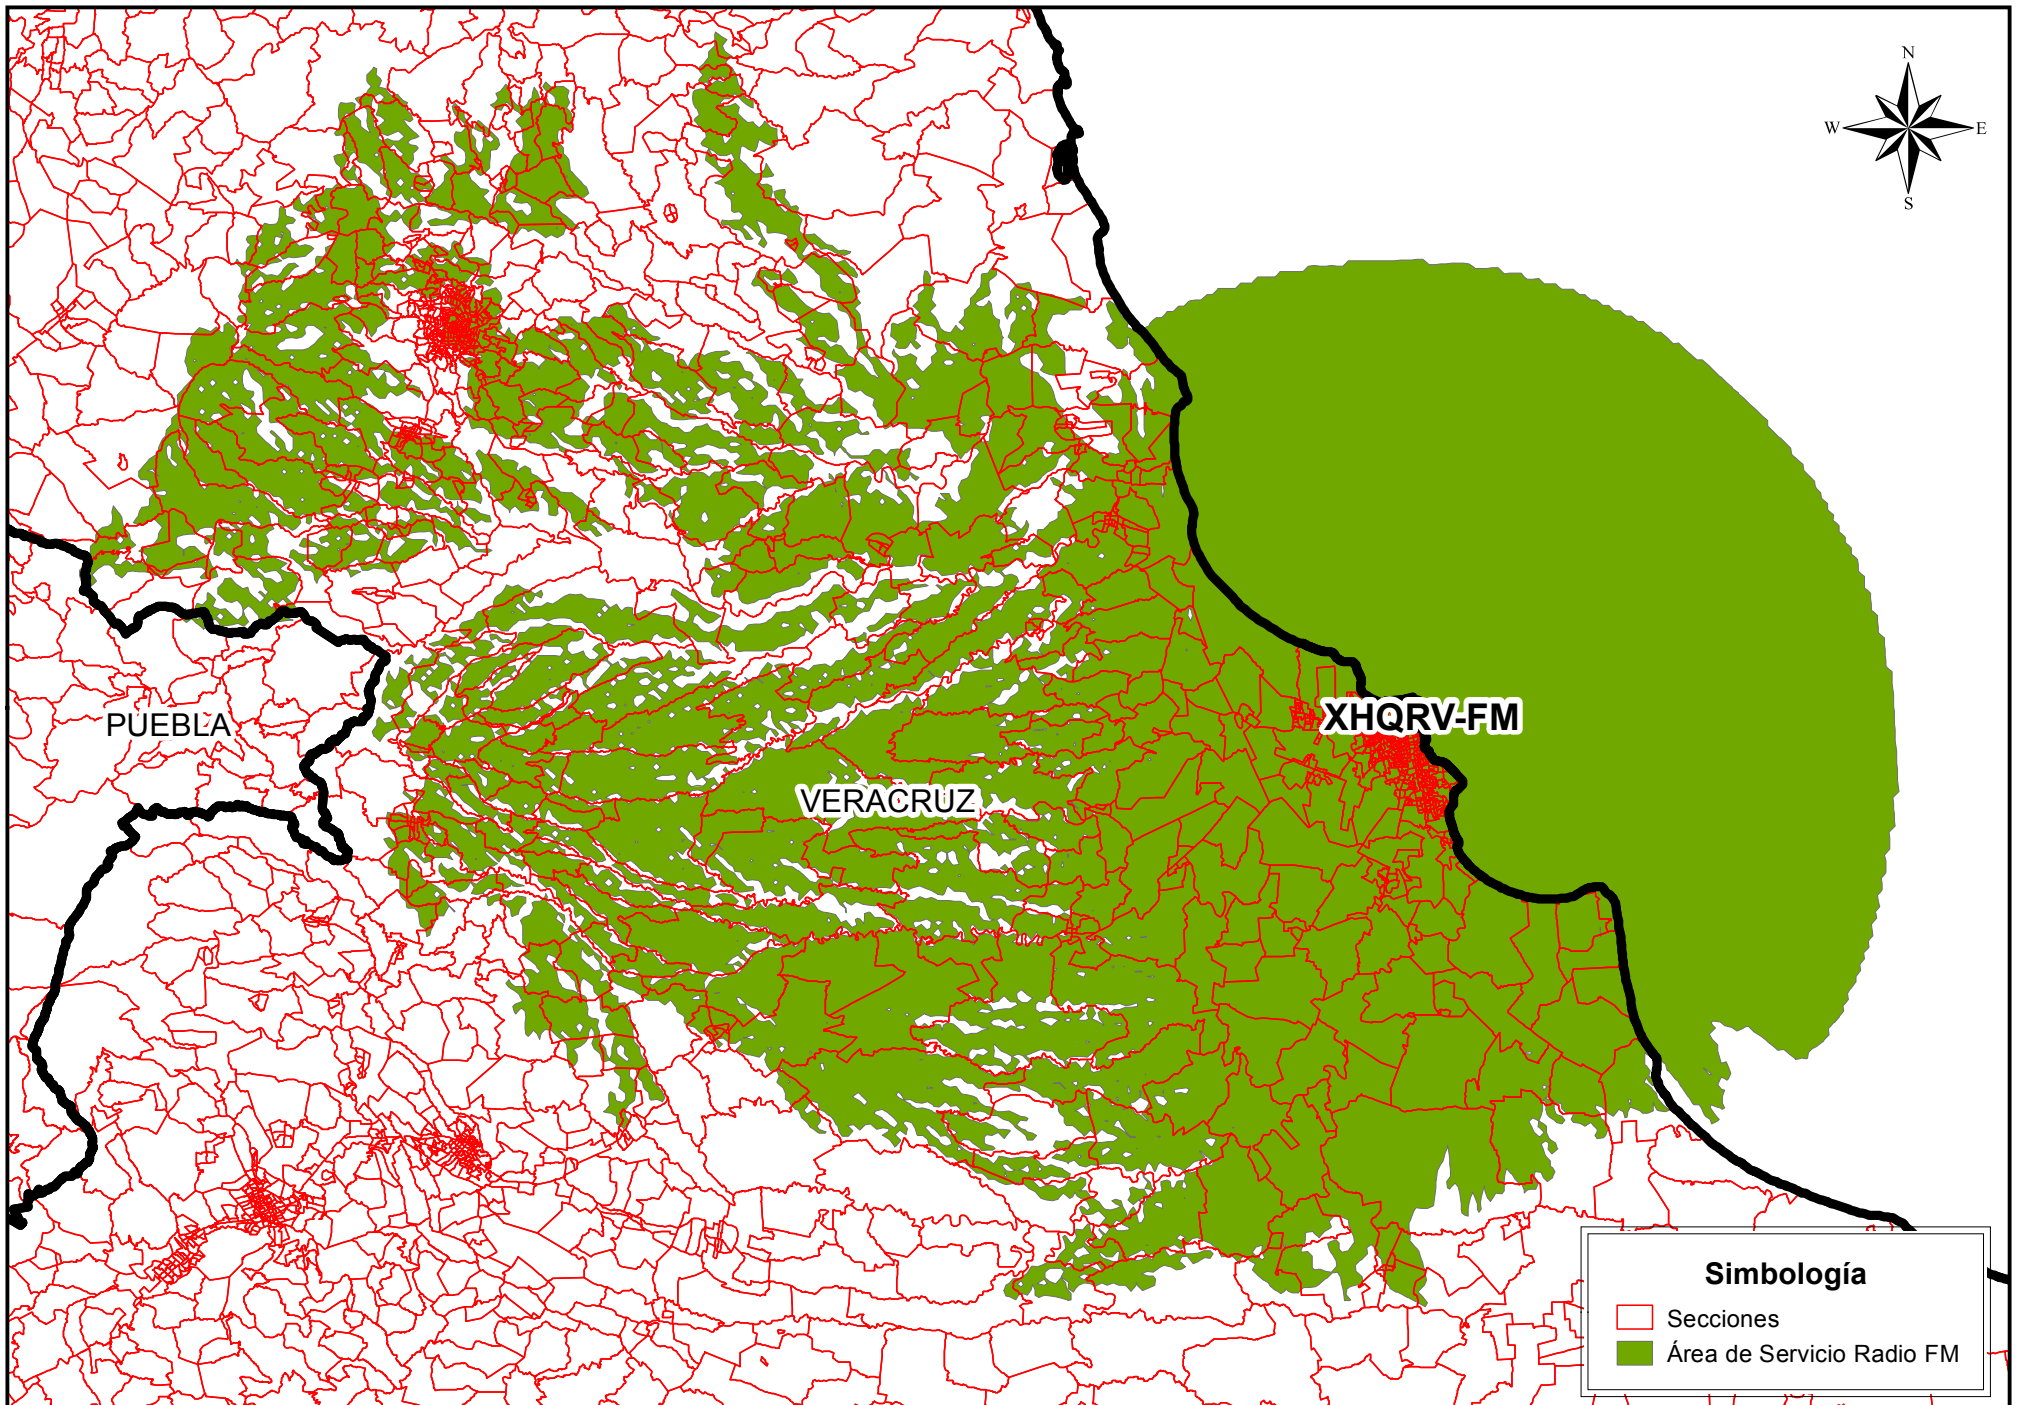 N
W E
S
PUEBLA
XHQRV-FM
VERACRUZ
Simbología
Secciones
Área de Servicio Radio FM